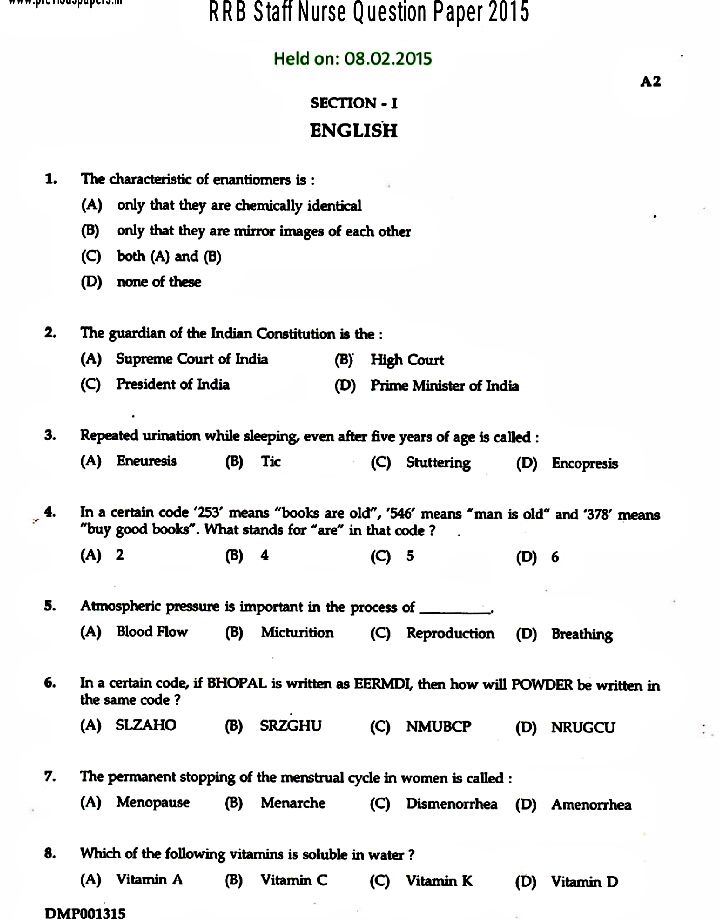 www.previouspapers.in
RRB Staff Nurse Question Paper 2015
Held on: 08.02.2015
A2
SECTION - I
ENGLISH
1. The characteristic of enantiomers is :
(A) only that they are chemically identical
(B) only that they are mirror images of each other
(C) both (A) and (B)
(D) none of these
2. The guardian of the Indian Constitution is the :
(A) Supreme Court of India (B) High Court
(C) President of India (D) Prime Minister of India
3. Repeated urination while sleeping, even after five years of age is called :
(A) Eneuresis (B) Tic (C) Stuttering (D) Encopresis
4. In a certain code '253' means "books are old", '546' means "man is old" and '378' means
"buy good books". What stands for "are" in that code ?
(A) 2 (B) 4 (C) 5 (D) 6
5. Atmospheric pressure is important in the process of _________.
(A) Blood Flow (B) Micturition (C) Reproduction (D) Breathing
6. In a certain code, if BHOPAL is written as EERMDI, then how will POWDER be written in
the same code ?
(A) SLZAHO (B) SRZGHU (C) NMUBCP (D) NRUGCU
7. The permanent stopping of the menstrual cycle in women is called :
(A) Menopause (B) Menarche (C) Dismenorrhea (D) Amenorrhea
8. Which of the following vitamins is soluble in water ?
(A) Vitamin A (B) Vitamin C (C) Vitamin K (D) Vitamin D
DMP001315